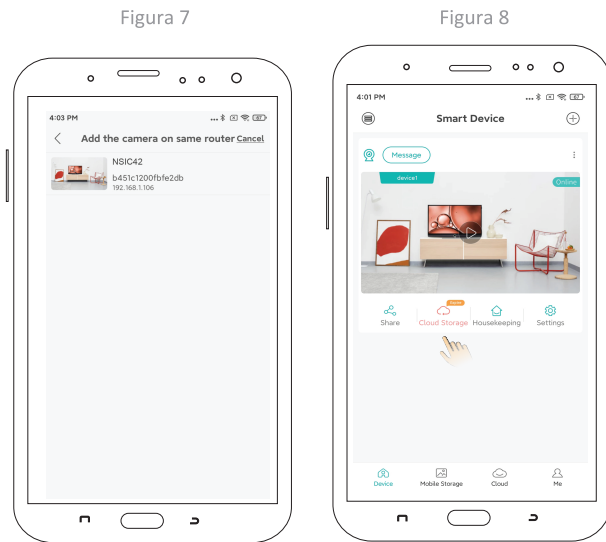 Figura 7
4:03 PM
Add the camera on same router Cancel
NSIC42
b451c1200fbfe2db
192.168.1.106
Figura 8
4:01 PM
Smart Device
Message
device1
Online
Share
Cloud Storage
Housekeeping
Settings
Device
Mobile Storage
Cloud
Me